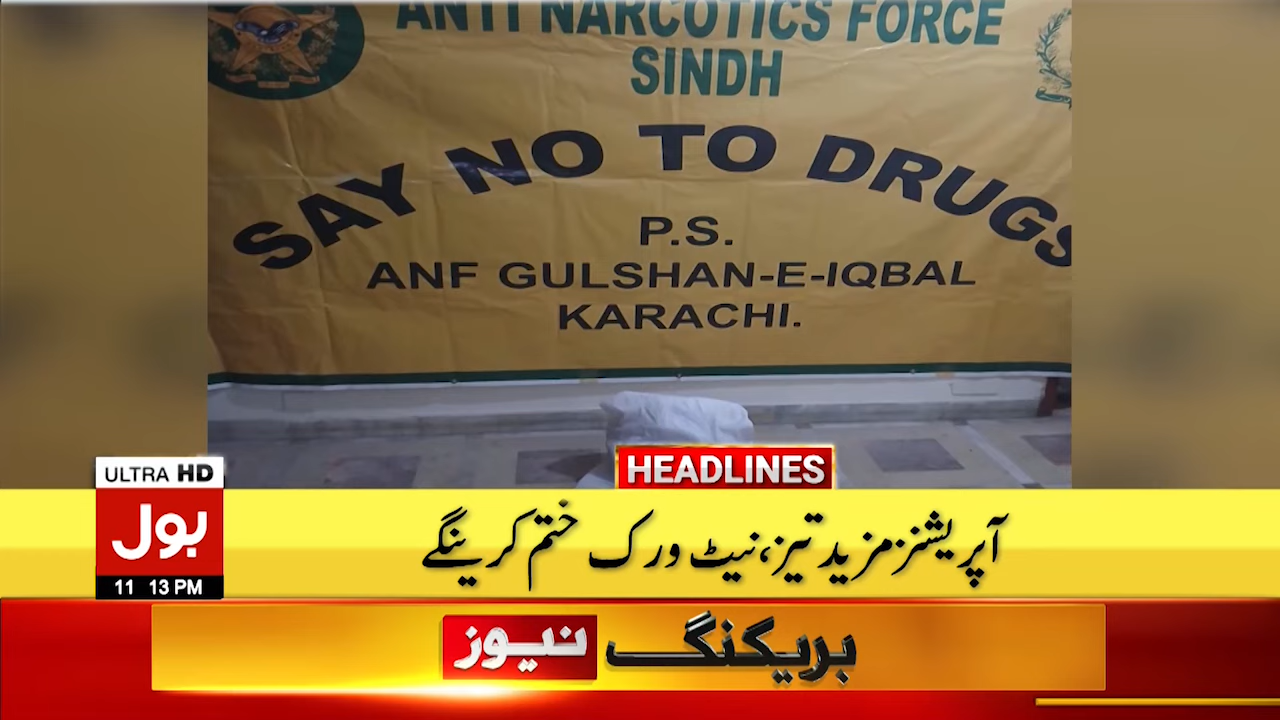 ANTI NARCOTICS FORCE
SINDH
SAY NO TO DRUGS
P.S.
ANF GULSHAN-E-IQBAL
KARACHI.
HEADLINES
ULTRA HD
بول
11 13 PM
آپریشنز مزید تیز، نیٹ ورک ختم کرینگے
بریکنگ نیوز